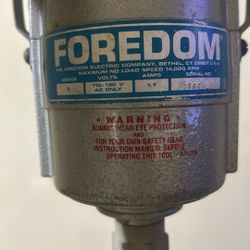 FOREDOM®
THE FOREDOM ELECTRIC COMPANY, BETHEL, CT 06801 U.S.A.
MAXIMUM NO LOAD SPEED 14,000 RPM
SERIES VOLTS AMPS SERIAL NO.
110-130 V
AC ONLY 1.7
WARNING
ALWAYS WEAR EYE PROTECTION
AND
FOR YOUR OWN SAFETY READ
INSTRUCTION MANUAL BEFORE
OPERATING THIS TOOL